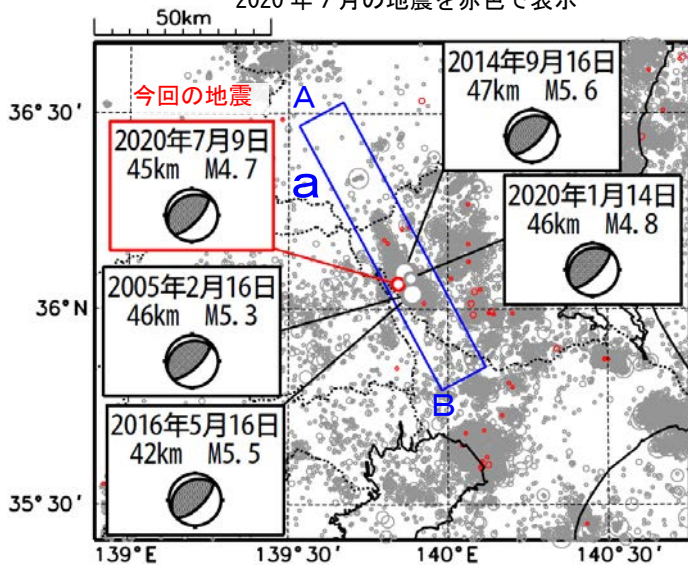 2020年7月の地震を赤色で表示
50km
36°30′
36°N
35°30′
139°E
139°30′
140°E
140°30′
A
a
B
今回の地震
2020年7月9日
45km M4.7
2014年9月16日
47km M5.6
2020年1月14日
46km M4.8
2005年2月16日
46km M5.3
2016年5月16日
42km M5.5